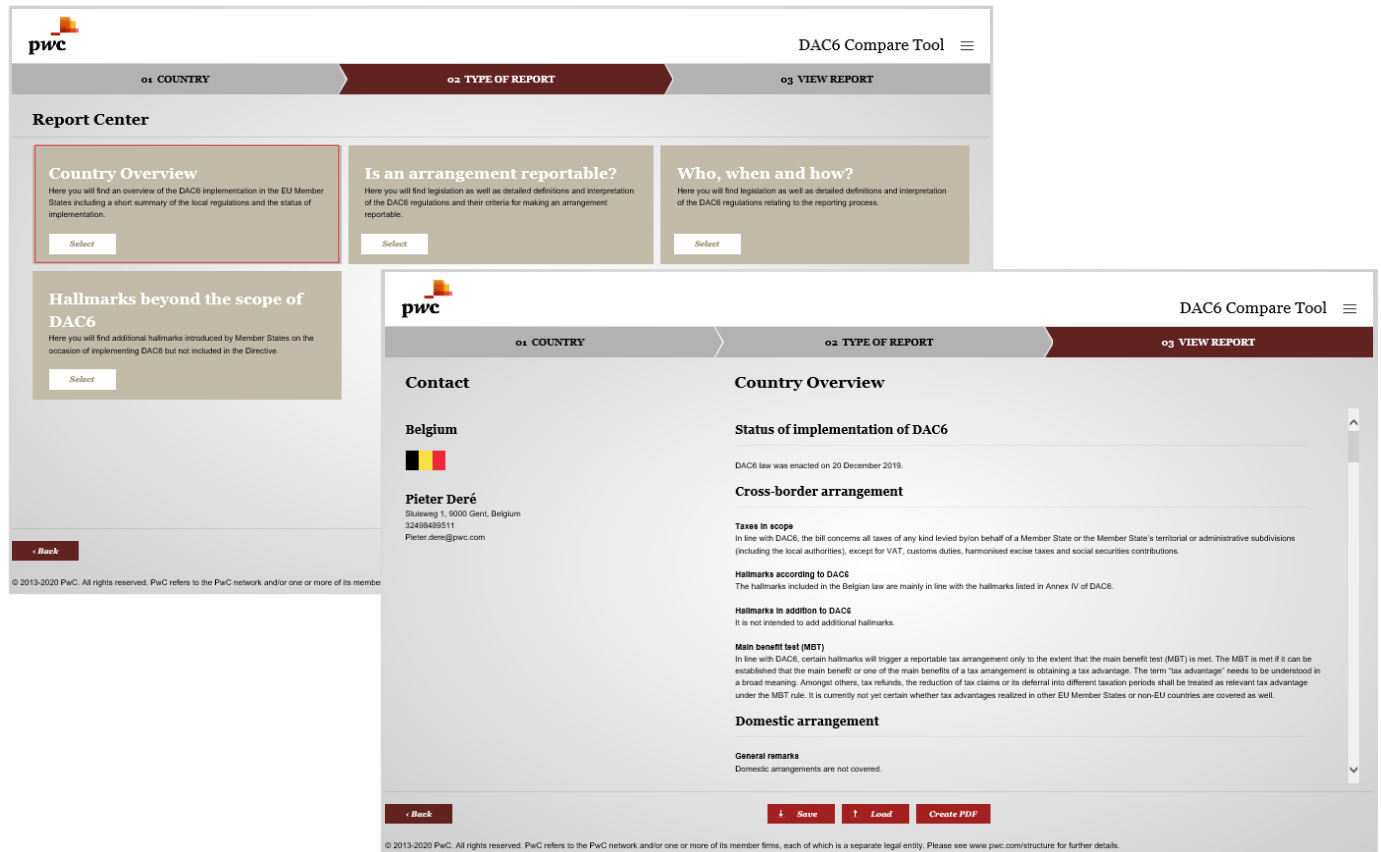 pwc
DAC6 Compare Tool
01 COUNTRY
02 TYPE OF REPORT
03 VIEW REPORT
Report Center
Country Overview
Here you will find an overview of the DAC6 implementation in the EU Member
States including a short summary of the local regulations and the status of
implementation.
Select
Is an arrangement reportable?
Here you will find legislation as well as detailed definitions and interpretation
of the DAC6 regulations and their criteria for making an arrangement
reportable.
Select
Who, when and how?
Here you will find legislation as well as detailed definitions and interpretation
of the DAC6 regulations relating to the reporting process.
Select
Hallmarks beyond the scope of
DAC6
Here you will find additional hallmarks introduced by Member States on the
occasion of implementing DAC6 but not included in the Directive.
Select
‹ Back
© 2013-2020 PwC. All rights reserved. PwC refers to the PwC network and/or one or more of its membe
pwc
DAC6 Compare Tool
01 COUNTRY
02 TYPE OF REPORT
03 VIEW REPORT
Contact
Belgium
Pieter Deré
Sluisweg 1, 9000 Gent, Belgium
32498489511
Pieter.dere@pwc.com
Country Overview
Status of implementation of DAC6
DAC6 law was enacted on 20 December 2019.
Cross-border arrangement
Taxes in scope
In line with DAC6, the bill concerns all taxes of any kind levied by/on behalf of a Member State or the Member State's territorial or administrative subdivisions
(including the local authorities), except for VAT, customs duties, harmonised excise taxes and social securities contributions.
Hallmarks according to DAC6
The hallmarks included in the Belgian law are mainly in line with the hallmarks listed in Annex IV of DAC6.
Hallmarks in addition to DAC6
It is not intended to add additional hallmarks.
Main benefit test (MBT)
In line with DAC6, certain hallmarks will trigger a reportable tax arrangement only to the extent that the main benefit test (MBT) is met. The MBT is met if it can be
established that the main benefit or one of the main benefits of a tax arrangement is obtaining a tax advantage. The term "tax advantage" needs to be understood in
a broad meaning. Amongst others, tax refunds, the reduction of tax claims or its deferral into different taxation periods shall be treated as relevant tax advantage
under the MBT rule. It is currently not yet certain whether tax advantages realized in other EU Member States or non-EU countries are covered as well.
Domestic arrangement
General remarks
Domestic arrangements are not covered.
‹ Back
Save
Load
Create PDF
© 2013-2020 PwC. All rights reserved. PwC refers to the PwC network and/or one or more of its member firms, each of which is a separate legal entity. Please see www.pwc.com/structure for further details.